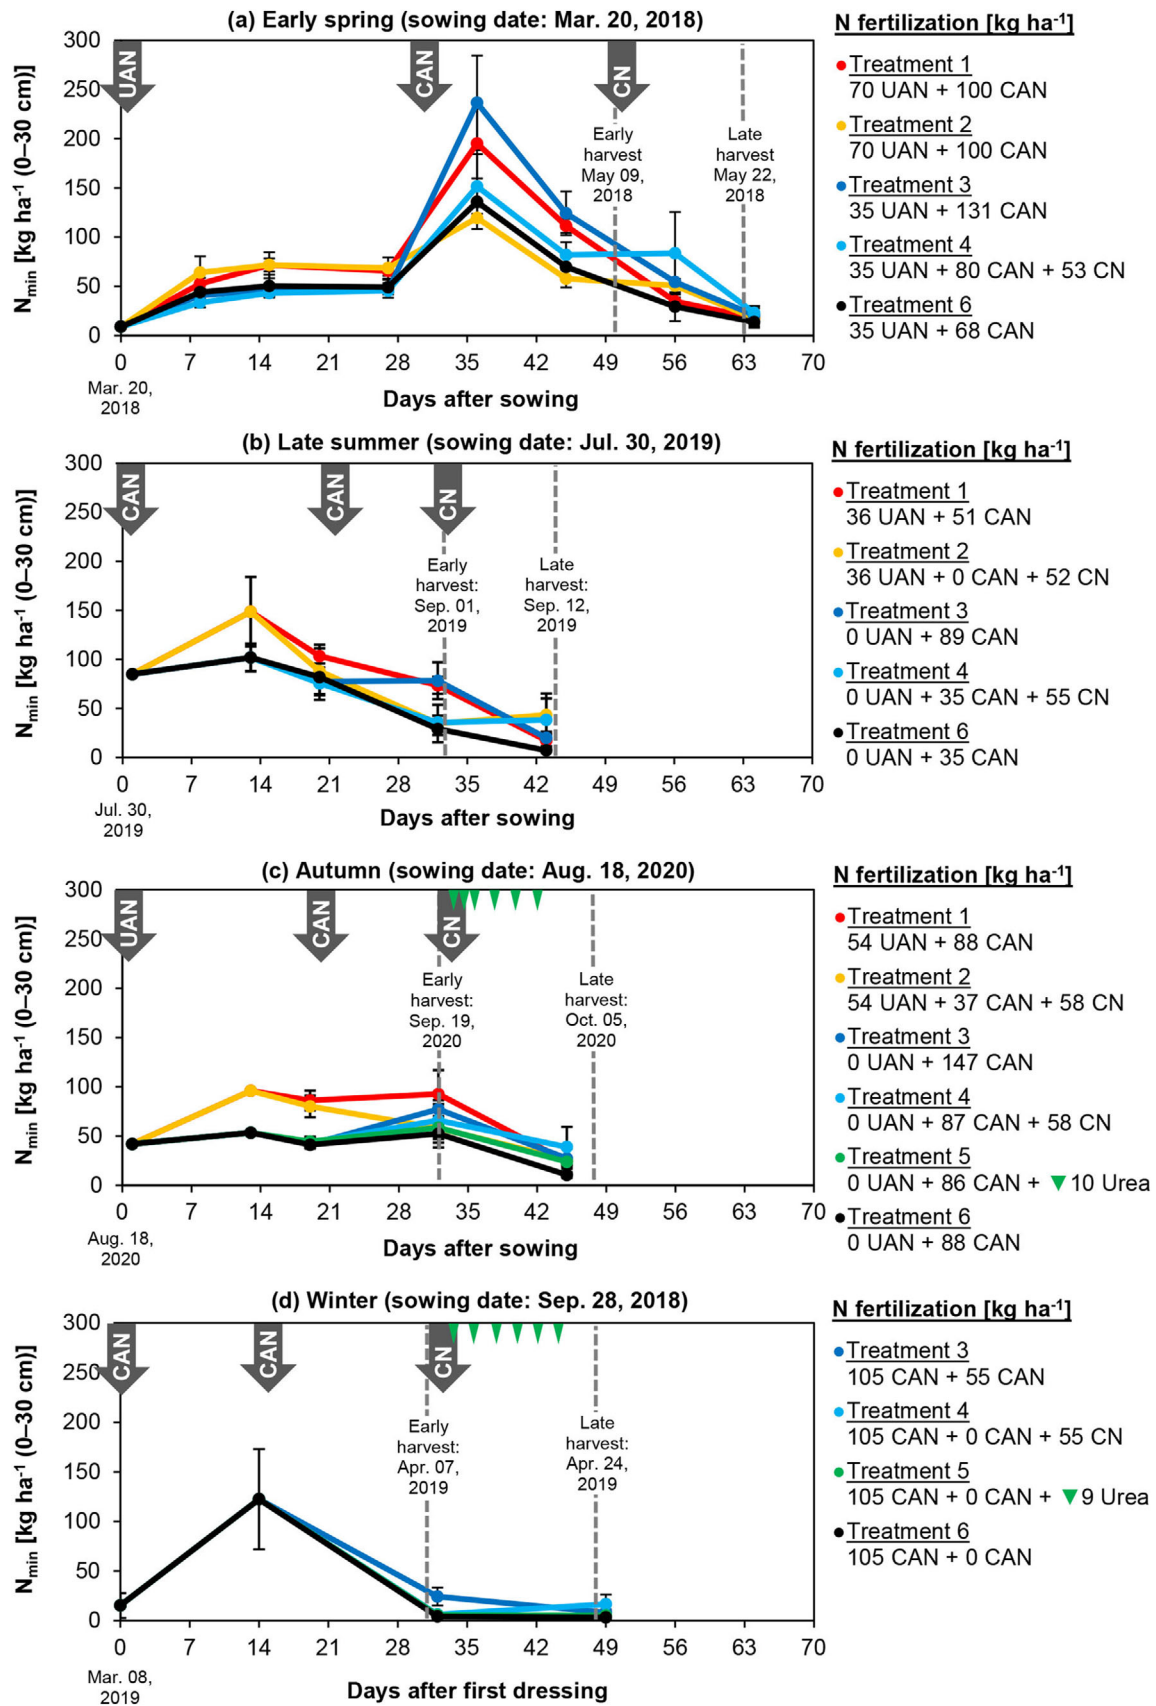 (a) Early spring (sowing date: Mar. 20, 2018)
N fertilization [kg ha⁻¹]
300
250
200
150
100
50
0
Nmin [kg ha⁻¹ (0–30 cm)]
UAN
CAN
CN
Early
harvest
May 09,
2018
Late
harvest
May 22,
2018
0 7 14 21 28 35 42 49 56 63 70
Mar. 20,
2018
Days after sowing
Treatment 1
70 UAN + 100 CAN
Treatment 2
70 UAN + 100 CAN
Treatment 3
35 UAN + 131 CAN
Treatment 4
35 UAN + 80 CAN + 53 CN
Treatment 6
35 UAN + 68 CAN
(b) Late summer (sowing date: Jul. 30, 2019)
N fertilization [kg ha⁻¹]
300
250
200
150
100
50
0
Nmin [kg ha⁻¹ (0–30 cm)]
CAN
CAN
CN
Early
harvest:
Sep. 01,
2019
Late
harvest:
Sep. 12,
2019
0 7 14 21 28 35 42 49 56 63 70
Jul. 30,
2019
Days after sowing
Treatment 1
36 UAN + 51 CAN
Treatment 2
36 UAN + 0 CAN + 52 CN
Treatment 3
0 UAN + 89 CAN
Treatment 4
0 UAN + 35 CAN + 55 CN
Treatment 6
0 UAN + 35 CAN
(c) Autumn (sowing date: Aug. 18, 2020)
N fertilization [kg ha⁻¹]
300
250
200
150
100
50
0
Nmin [kg ha⁻¹ (0–30 cm)]
UAN
CAN
CN
Early
harvest:
Sep. 19,
2020
Late
harvest:
Oct. 05,
2020
0 7 14 21 28 35 42 49 56 63 70
Aug. 18,
2020
Days after sowing
Treatment 1
54 UAN + 88 CAN
Treatment 2
54 UAN + 37 CAN + 58 CN
Treatment 3
0 UAN + 147 CAN
Treatment 4
0 UAN + 87 CAN + 58 CN
Treatment 5
0 UAN + 86 CAN + ▼ 10 Urea
Treatment 6
0 UAN + 88 CAN
(d) Winter (sowing date: Sep. 28, 2018)
N fertilization [kg ha⁻¹]
300
250
200
150
100
50
0
Nmin [kg ha⁻¹ (0–30 cm)]
CAN
CAN
CN
Early
harvest:
Apr. 07,
2019
Late
harvest:
Apr. 24,
2019
0 14 21 28 35 42 49 56 63 70
Mar. 08,
2019
Days after first dressing
Treatment 3
105 CAN + 55 CAN
Treatment 4
105 CAN + 0 CAN + 55 CN
Treatment 5
105 CAN + 0 CAN + ▼ 9 Urea
Treatment 6
105 CAN + 0 CAN